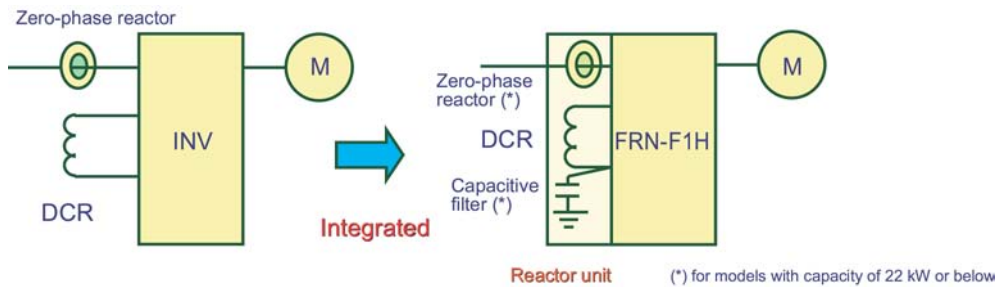 Zero-phase reactor
M
INV
DCR
Integrated
Zero-phase
reactor (*)
DCR
Capacitive
filter (*)
FRN-F1H
M
Reactor unit
(*) for models with capacity of 22 kW or below